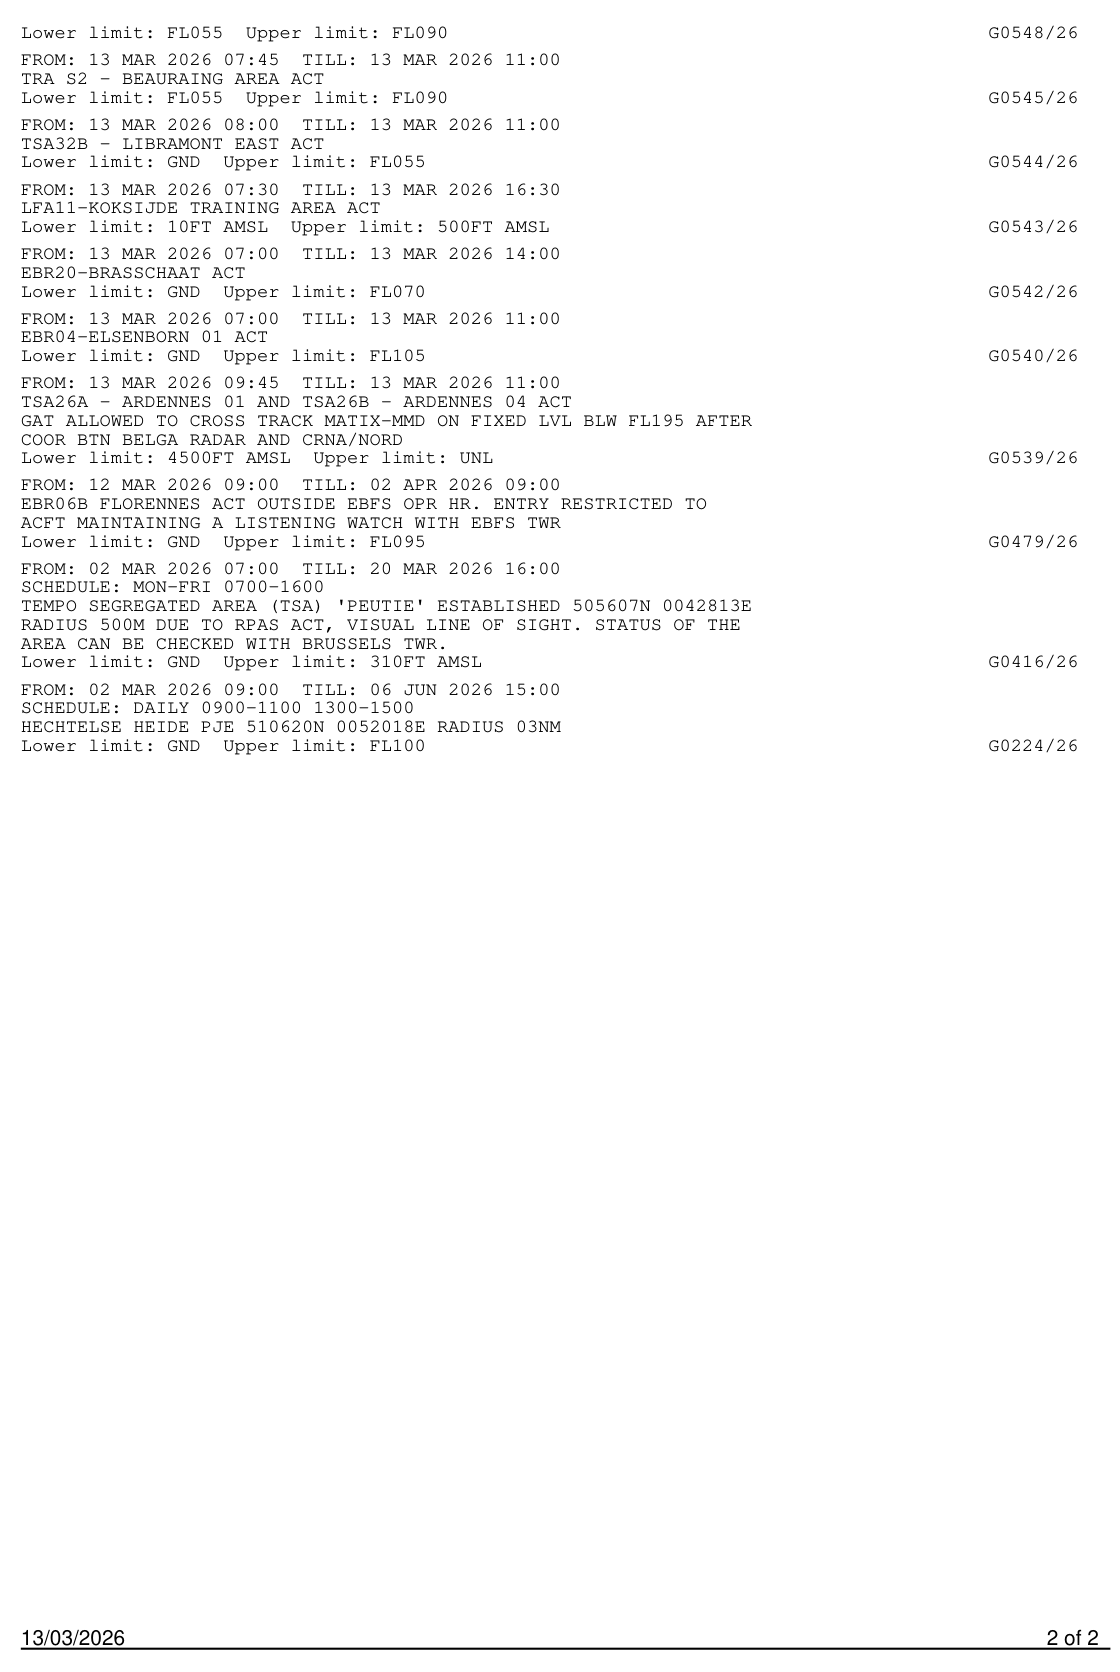 Lower limit: FL055  Upper limit: FL090 G0548/26
FROM: 13 MAR 2026 07:45  TILL: 13 MAR 2026 11:00
TRA S2 - BEAURAING AREA ACT
Lower limit: FL055  Upper limit: FL090 G0545/26
FROM: 13 MAR 2026 08:00  TILL: 13 MAR 2026 11:00
TSA32B - LIBRAMONT EAST ACT
Lower limit: GND  Upper limit: FL055 G0544/26
FROM: 13 MAR 2026 07:30  TILL: 13 MAR 2026 16:30
LFA11-KOKSIJDE TRAINING AREA ACT
Lower limit: 10FT AMSL  Upper limit: 500FT AMSL G0543/26
FROM: 13 MAR 2026 07:00  TILL: 13 MAR 2026 14:00
EBR20-BRASSCHAAT ACT
Lower limit: GND  Upper limit: FL070 G0542/26
FROM: 13 MAR 2026 07:00  TILL: 13 MAR 2026 11:00
EBR04-ELSENBORN 01 ACT
Lower limit: GND  Upper limit: FL105 G0540/26
FROM: 13 MAR 2026 09:45  TILL: 13 MAR 2026 11:00
TSA26A - ARDENNES 01 AND TSA26B - ARDENNES 04 ACT
GAT ALLOWED TO CROSS TRACK MATIX-MMD ON FIXED LVL BLW FL195 AFTER
COOR BTN BELGA RADAR AND CRNA/NORD
Lower limit: 4500FT AMSL  Upper limit: UNL G0539/26
FROM: 12 MAR 2026 09:00  TILL: 02 APR 2026 09:00
EBR06B FLORENNES ACT OUTSIDE EBFS OPR HR. ENTRY RESTRICTED TO
ACFT MAINTAINING A LISTENING WATCH WITH EBFS TWR
Lower limit: GND  Upper limit: FL095 G0479/26
FROM: 02 MAR 2026 07:00  TILL: 20 MAR 2026 16:00
SCHEDULE: MON-FRI 0700-1600
TEMPO SEGREGATED AREA (TSA) 'PEUTIE' ESTABLISHED 505607N 0042813E
RADIUS 500M DUE TO RPAS ACT, VISUAL LINE OF SIGHT. STATUS OF THE
AREA CAN BE CHECKED WITH BRUSSELS TWR.
Lower limit: GND  Upper limit: 310FT AMSL G0416/26
FROM: 02 MAR 2026 09:00  TILL: 06 JUN 2026 15:00
SCHEDULE: DAILY 0900-1100 1300-1500
HECHTELSE HEIDE PJE 510620N 0052018E RADIUS 03NM
Lower limit: GND  Upper limit: FL100 G0224/26
13/03/2026 2 of 2